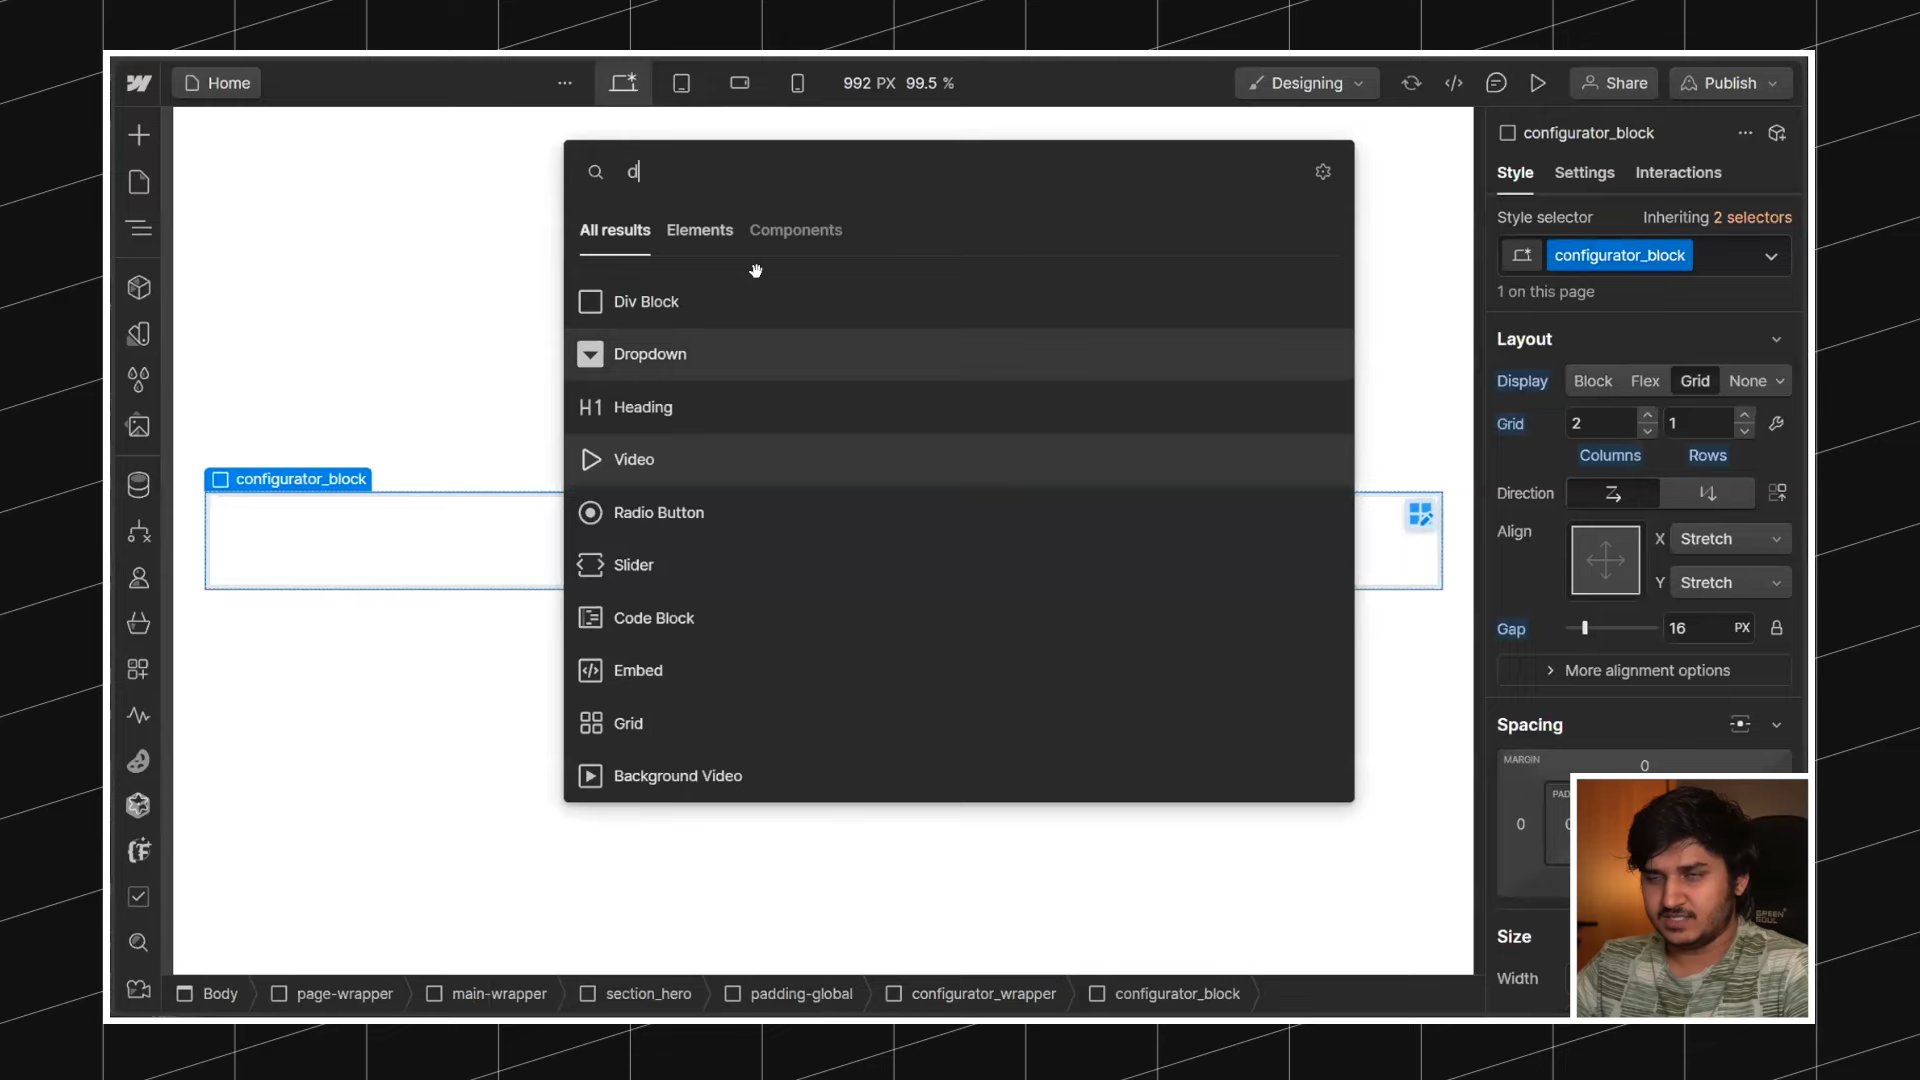 Home
992 PX 99.5 %
Designing
Share
Publish
d
All results Elements Components
Div Block
Dropdown
H1 Heading
Video
Radio Button
Slider
Code Block
Embed
Grid
Background Video
configurator_block
configurator_block
Style Settings Interactions
Style selector Inheriting 2 selectors
configurator_block
1 on this page
Layout
Display Block Flex Grid None
Grid 2 1
Columns Rows
Direction
Align X Stretch
Y Stretch
Gap 16 PX
More alignment options
Spacing
MARGIN 0
PAD
0
Size
Width
GREEN
SOUL
Body page-wrapper main-wrapper section_hero padding-global configurator_wrapper configurator_block